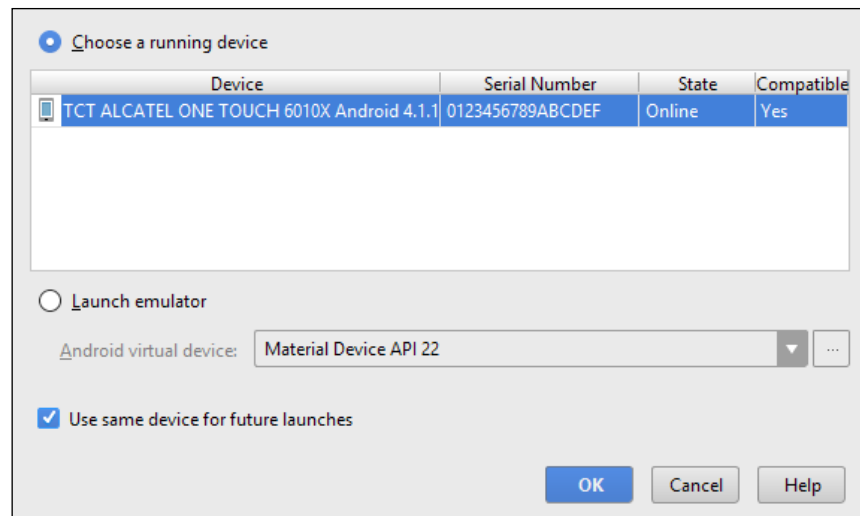 Choose a running device
Device Serial Number State Compatible
TCT ALCATEL ONE TOUCH 6010X Android 4.1.1 0123456789ABCDEF Online Yes
Launch emulator
Android virtual device: Material Device API 22 ...
Use same device for future launches
OK Cancel Help